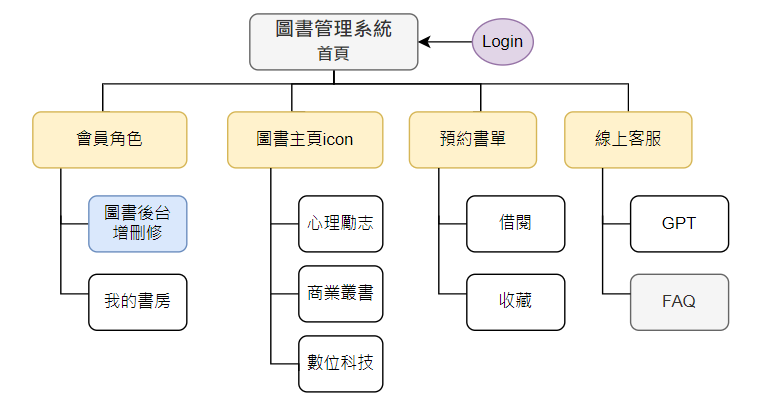 圖書管理系統
首頁
Login
會員角色
圖書主頁icon
預約書單
線上客服
圖書後台
增刪修
心理勵志
借閱
GPT
我的書房
商業叢書
收藏
FAQ
數位科技